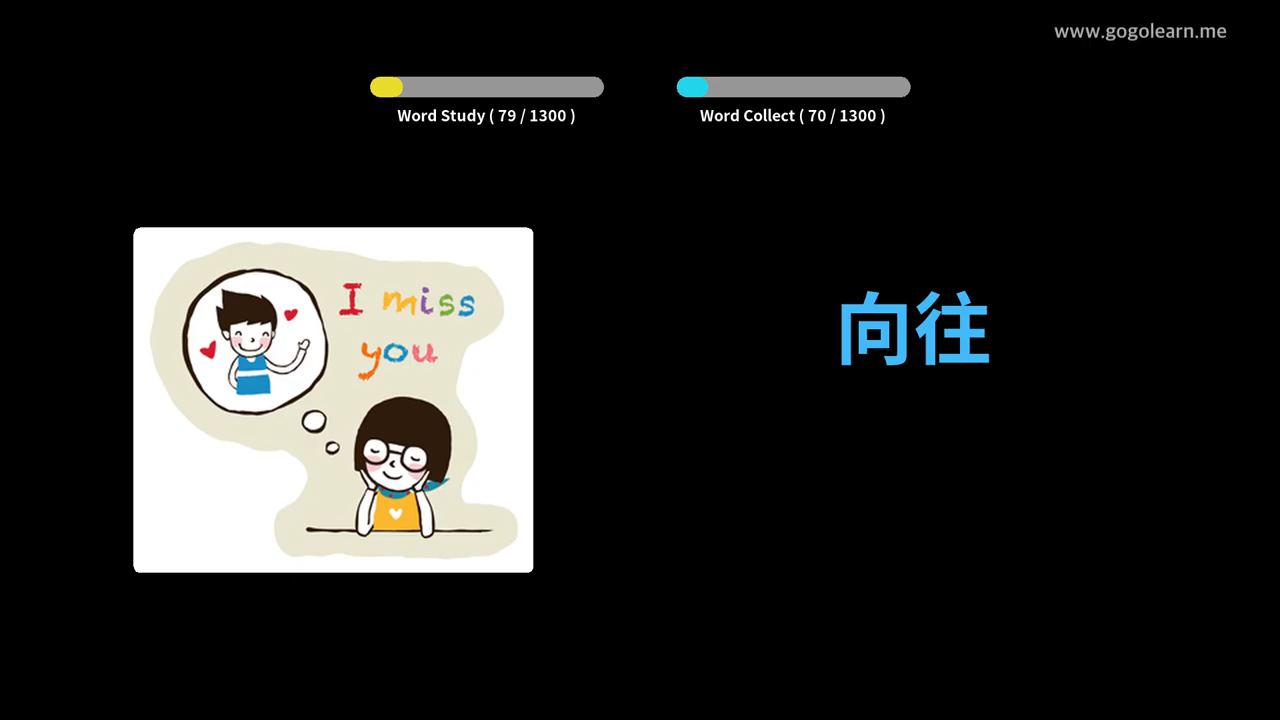 www.gogolearn.me
Word Study ( 79 / 1300 )
Word Collect ( 70 / 1300 )
I miss
you
向往